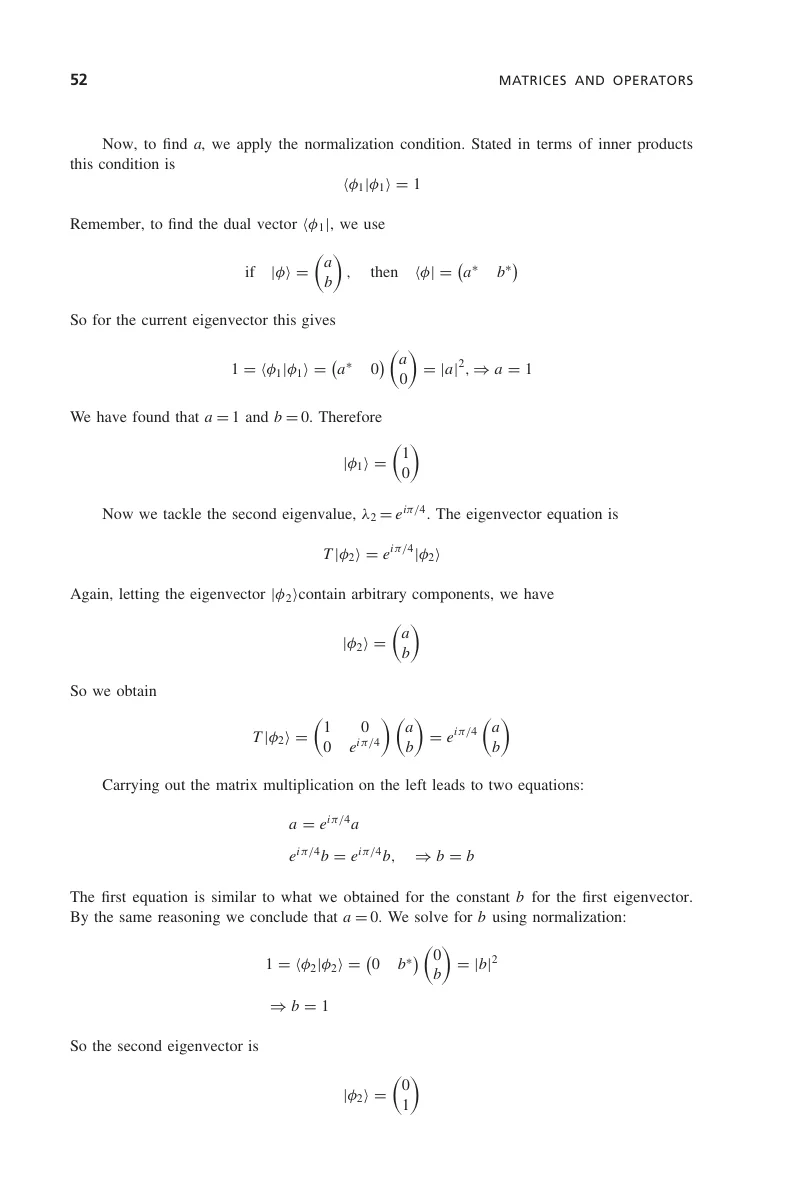 52 MATRICES AND OPERATORS
Now, to find a, we apply the normalization condition. Stated in terms of inner products
this condition is
⟨ϕ₁|ϕ₁⟩ = 1
Remember, to find the dual vector ⟨ϕ₁|, we use
if |ϕ⟩ = (a b), then ⟨ϕ| = (a* b*)
So for the current eigenvector this gives
1 = ⟨ϕ₁|ϕ₁⟩ = (a* 0) (a 0) = |a|², ⇒ a = 1
We have found that a = 1 and b = 0. Therefore
|ϕ₁⟩ = (1 0)
Now we tackle the second eigenvalue, λ₂ = e^{iπ/4}. The eigenvector equation is
T|ϕ₂⟩ = e^{iπ/4}|ϕ₂⟩
Again, letting the eigenvector |ϕ₂⟩contain arbitrary components, we have
|ϕ₂⟩ = (a b)
So we obtain
T|ϕ₂⟩ = (1 0 0 e^{iπ/4}) (a b) = e^{iπ/4} (a b)
Carrying out the matrix multiplication on the left leads to two equations:
a = e^{iπ/4}a
e^{iπ/4}b = e^{iπ/4}b, ⇒ b = b
The first equation is similar to what we obtained for the constant b for the first eigenvector.
By the same reasoning we conclude that a = 0. We solve for b using normalization:
1 = ⟨ϕ₂|ϕ₂⟩ = (0 b*) (0 b) = |b|²
⇒ b = 1
So the second eigenvector is
|ϕ₂⟩ = (0 1)